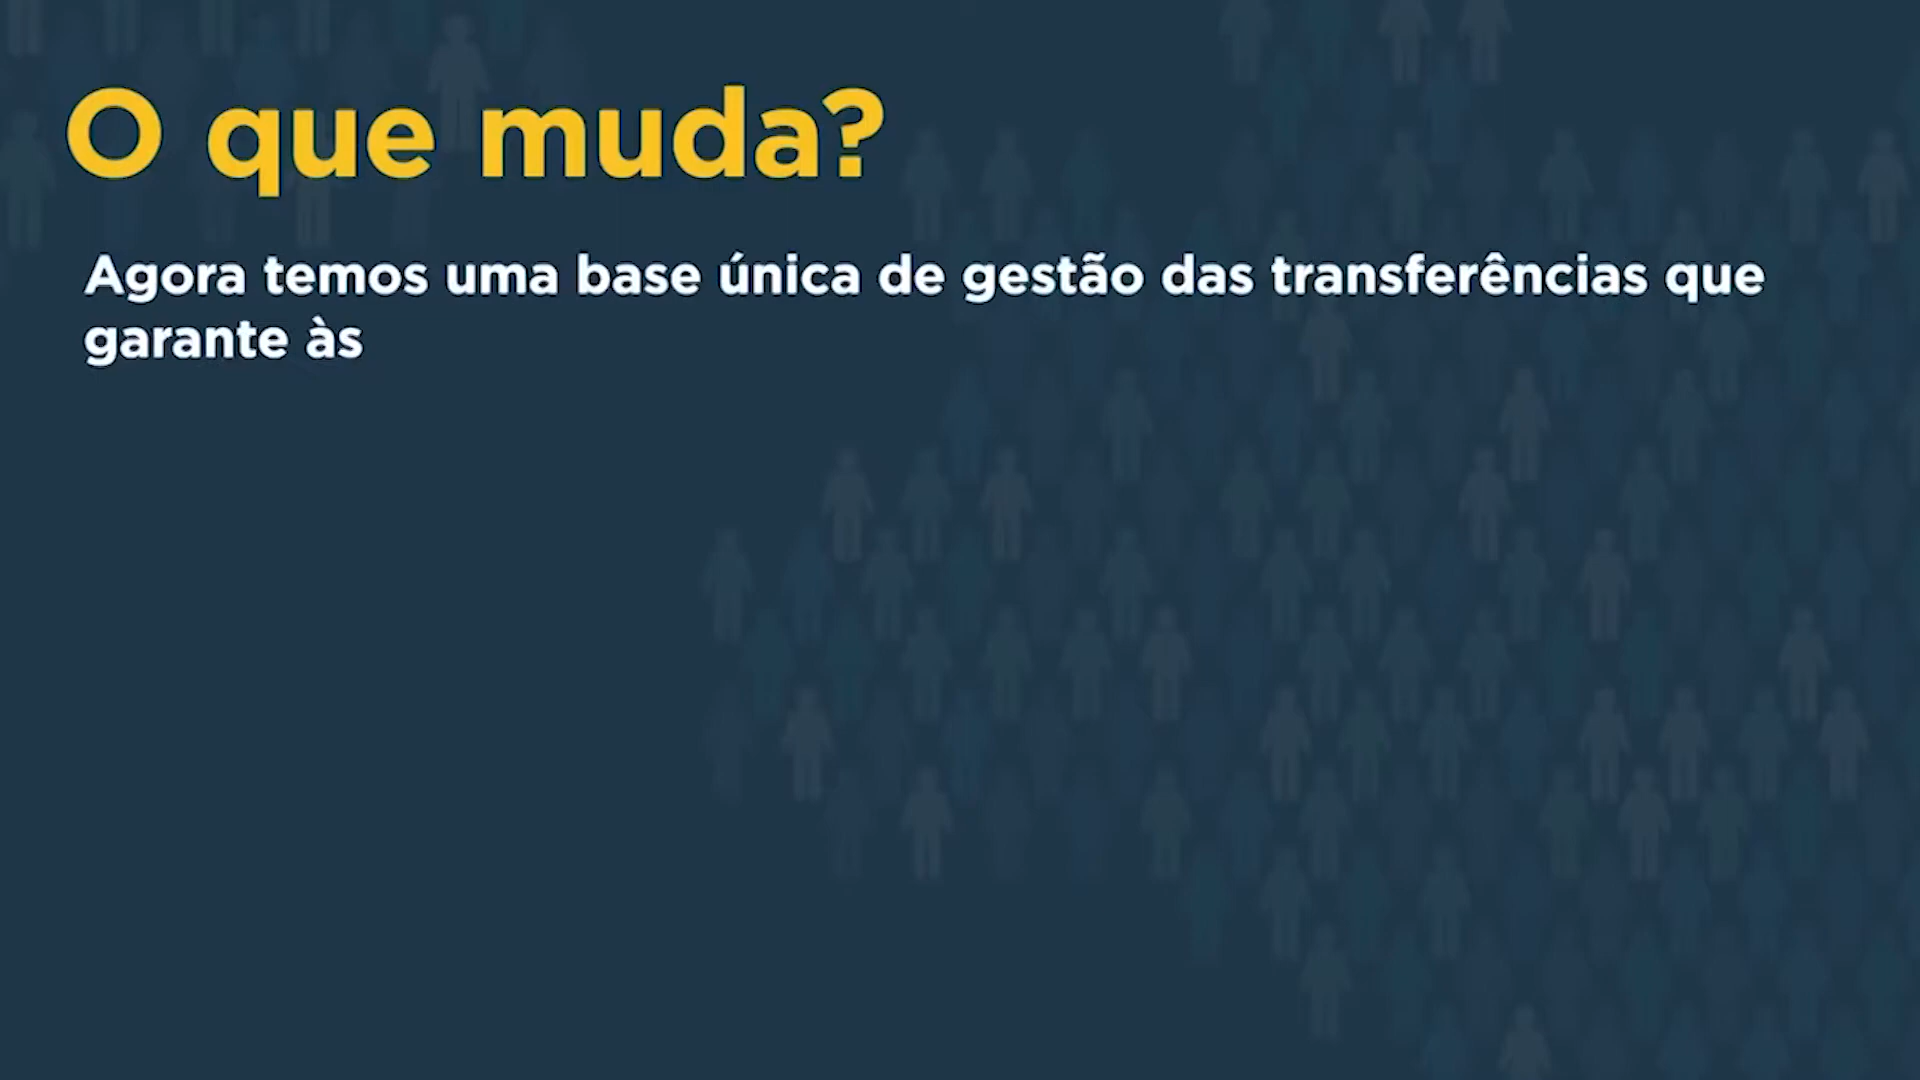 O que muda?
Agora temos uma base única de gestão das transferências que
garante às